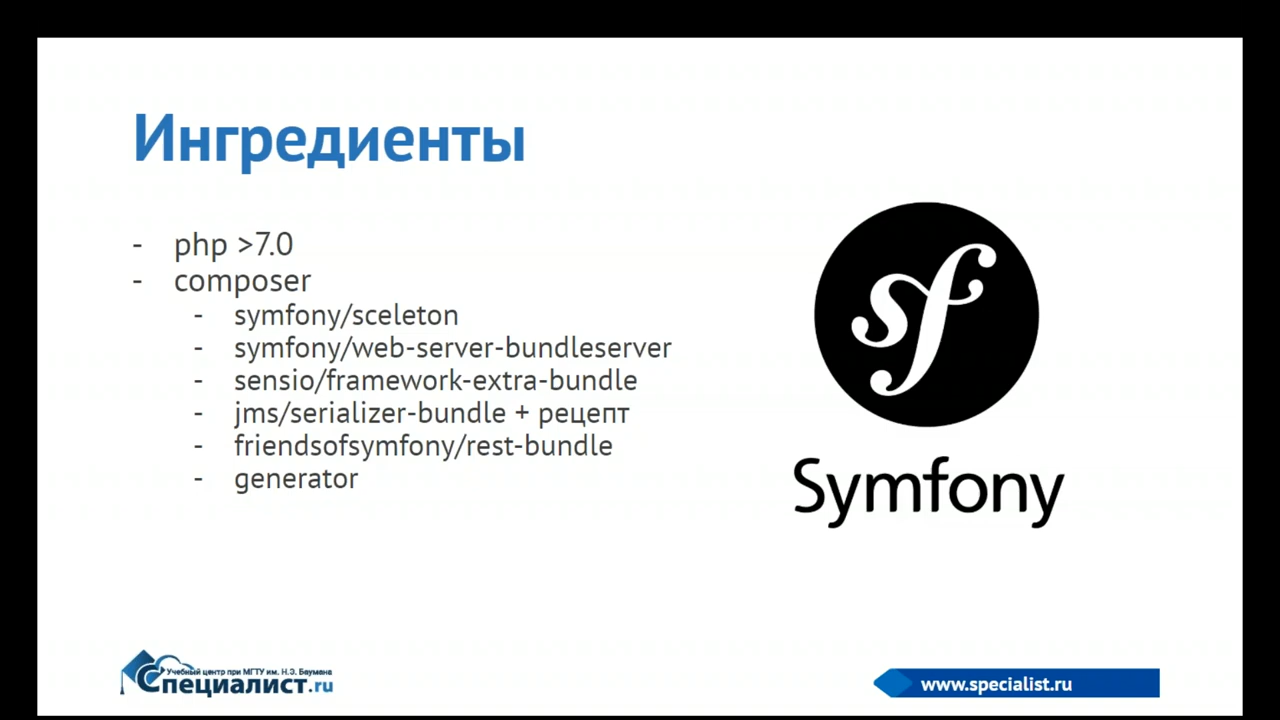 Ингредиенты
- php >7.0
- composer
- symfony/sceleton
- symfony/web-server-bundleserver
- sensio/framework-extra-bundle
- jms/serializer-bundle + рецепт
- friendsofsymfony/rest-bundle
- generator
sf
Symfony
Учебный центр при МГТУ им. Н.Э. Баумана
Специалист.ru
www.specialist.ru